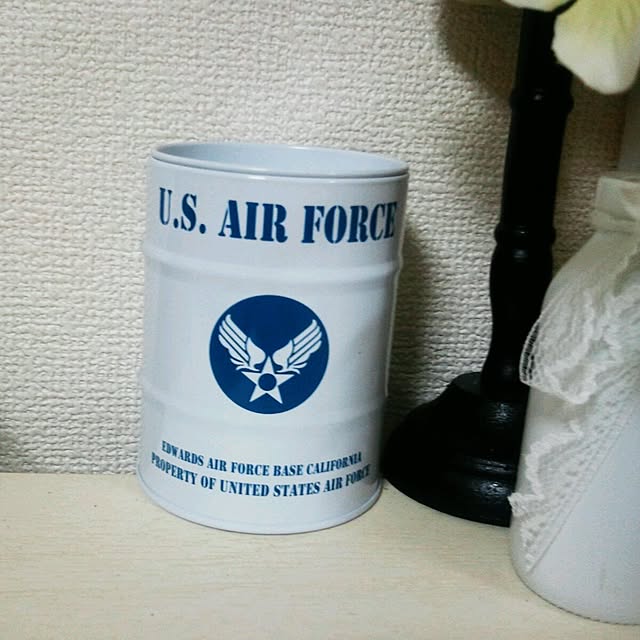 U.S. AIR FORCE
EDWARDS AIR FORCE BASE CALIFORNIA
PROPERTY OF UNITED STATES AIR FORCE